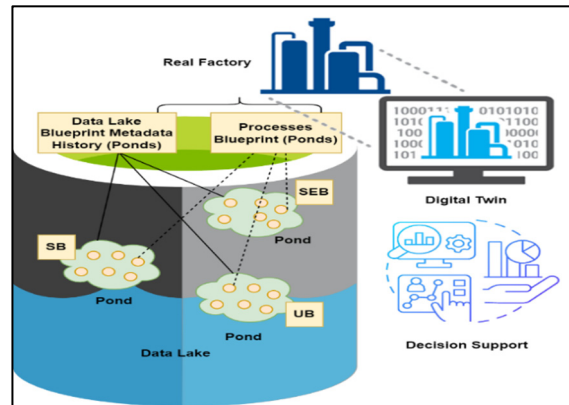 Real Factory
Data Lake
Blueprint Metadata
History (Ponds)
Processes
Blueprint (Ponds)
Digital Twin
SEB
Pond
SB
Pond
UB
Pond
Data Lake
Decision Support